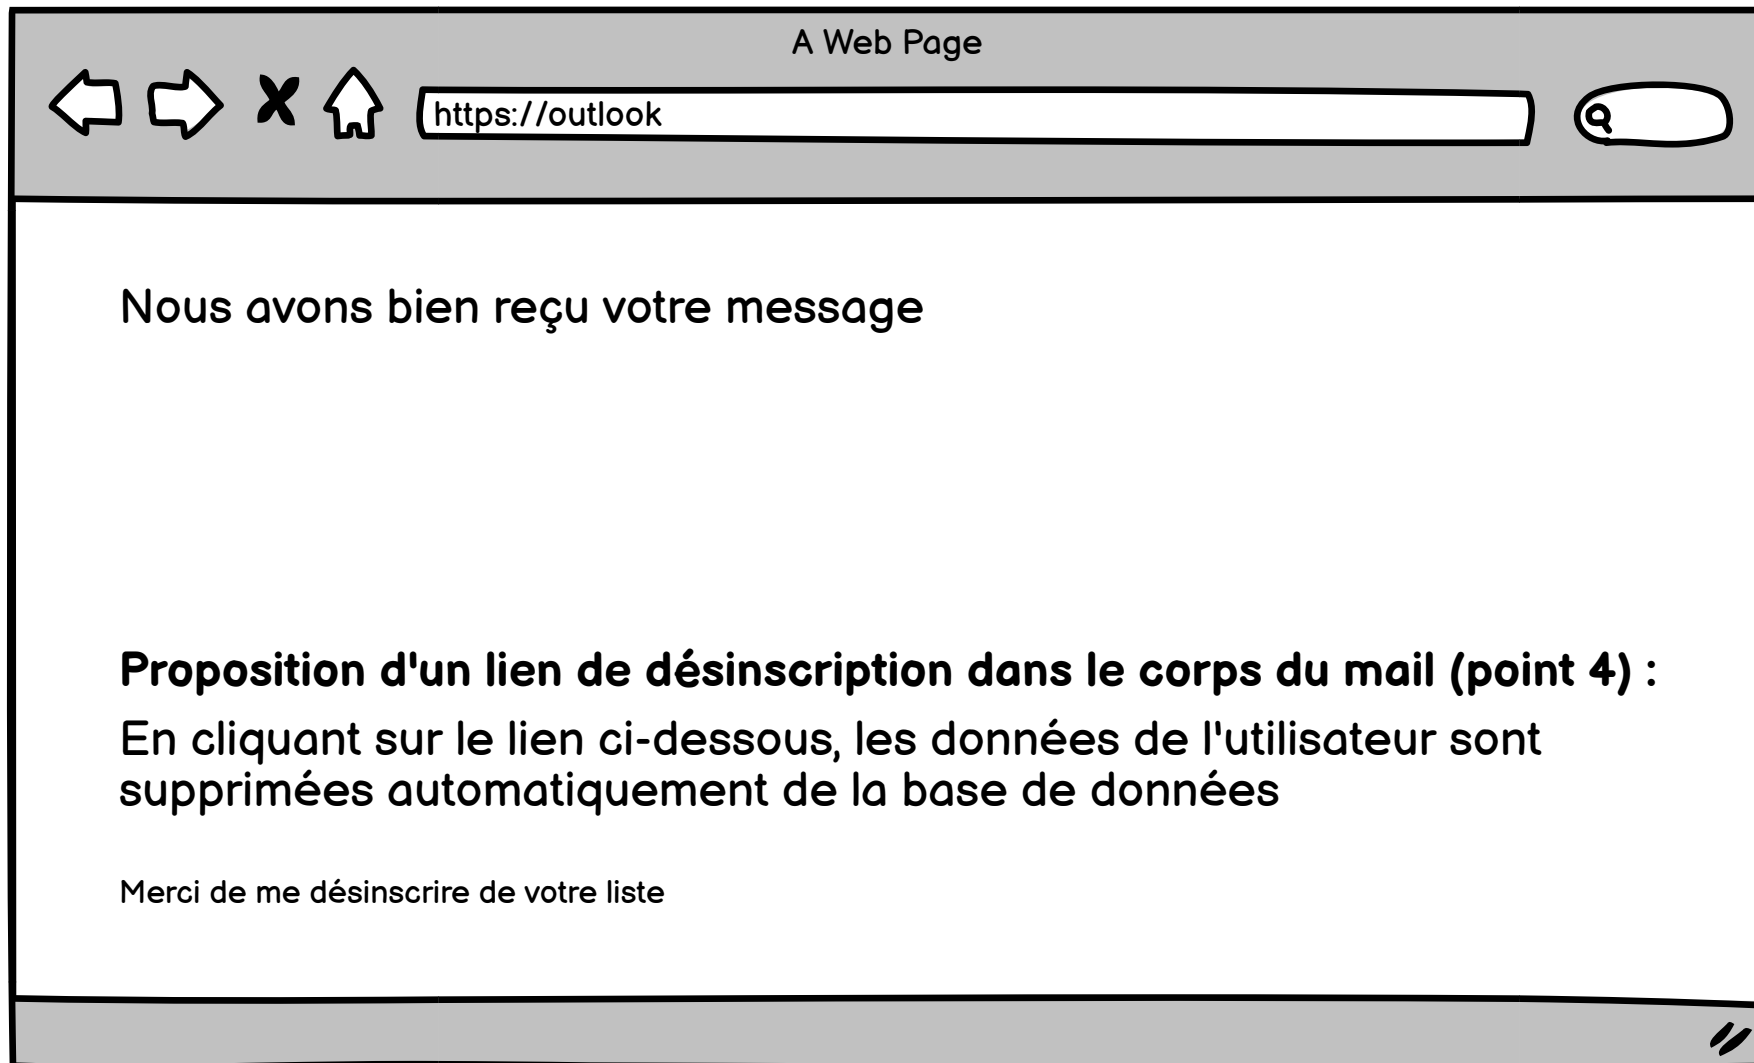 A Web Page
https://outlook
Nous avons bien reçu votre message
Proposition d'un lien de désinscription dans le corps du mail (point 4) :
En cliquant sur le lien ci-dessous, les données de l'utilisateur sont
supprimées automatiquement de la base de données
Merci de me désinscrire de votre liste